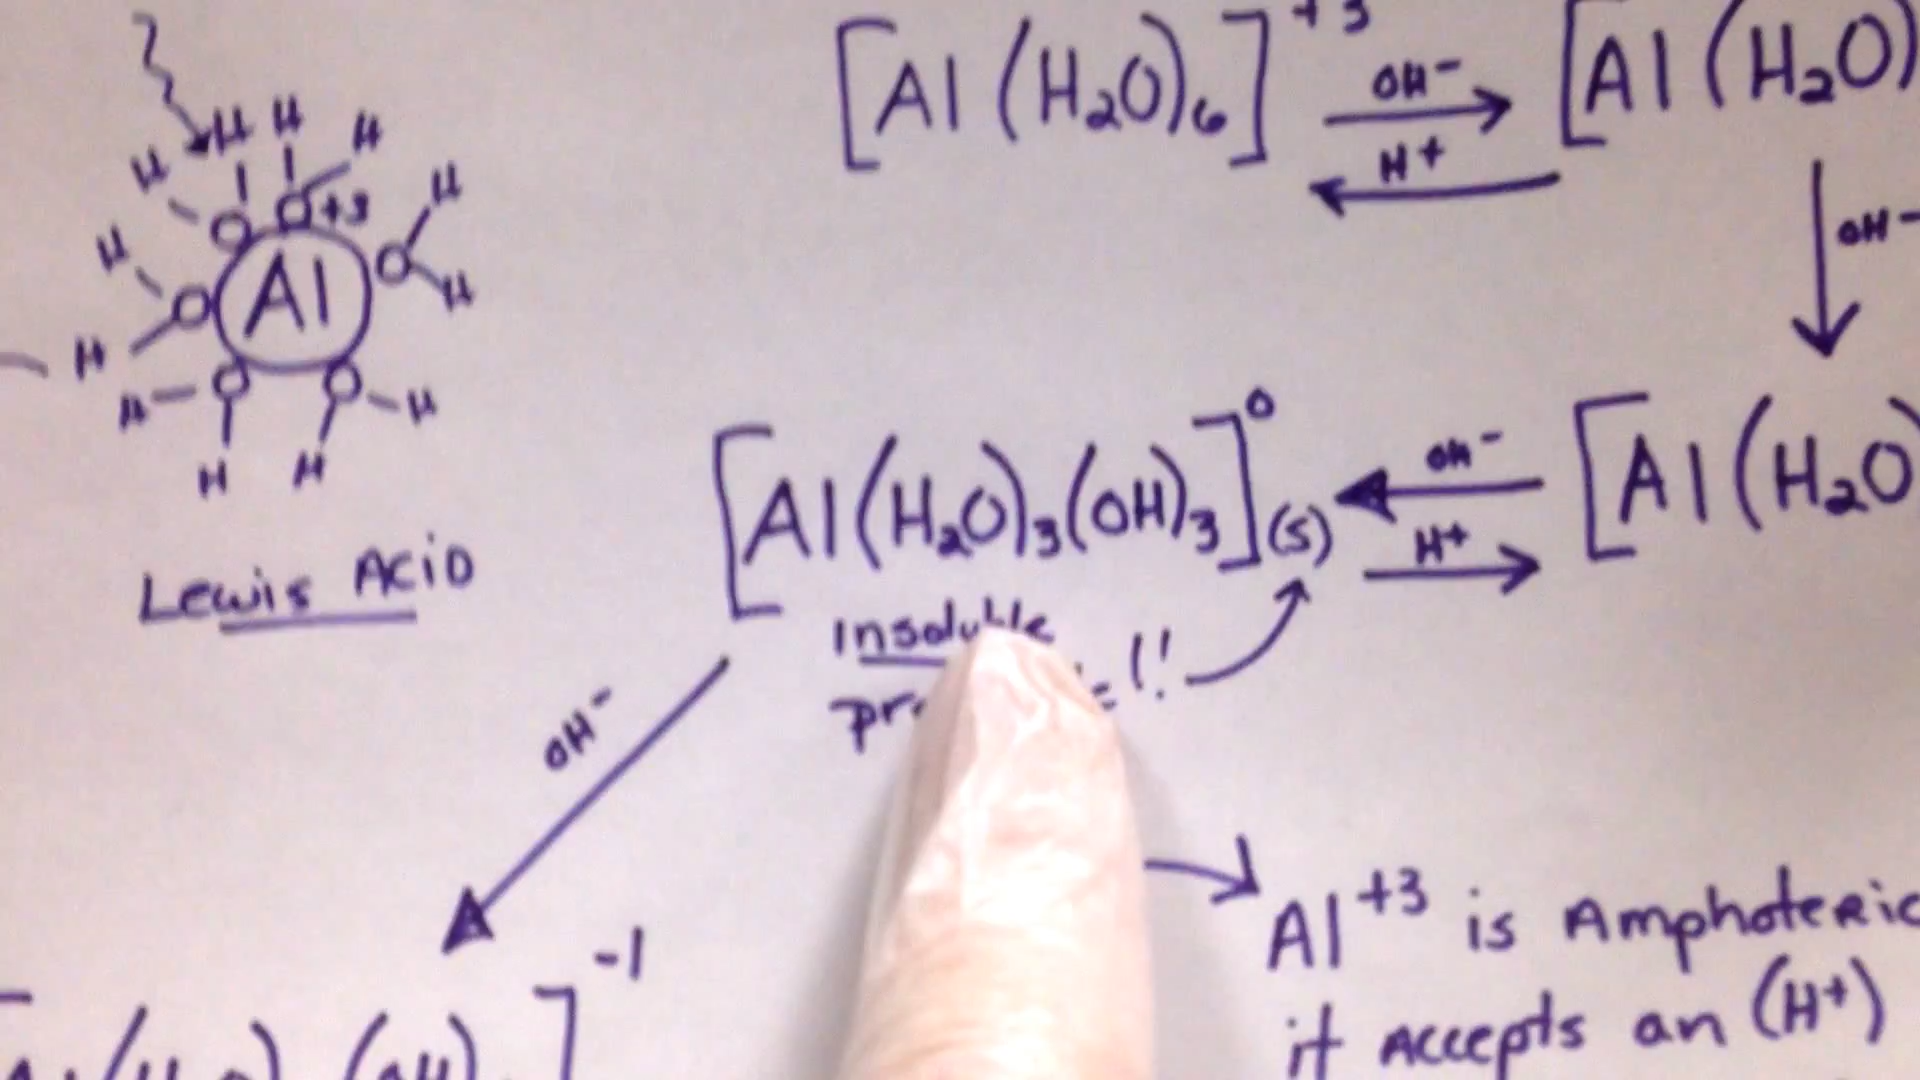 [Al(H₂O)₆]⁺³ OH⁻ H⁺ [Al(H₂O)
OH⁻
H H H H H H H H H H H H
O O O O O O
+3
Al
[Al(H₂O)₃(OH)₃]⁰(s) OH⁻ H⁺ [Al(H₂O)
Lewis Acid
Insoluble
!!
OH⁻
Al⁺³ is Amphoteric
it accepts an (H⁺)
]⁻¹